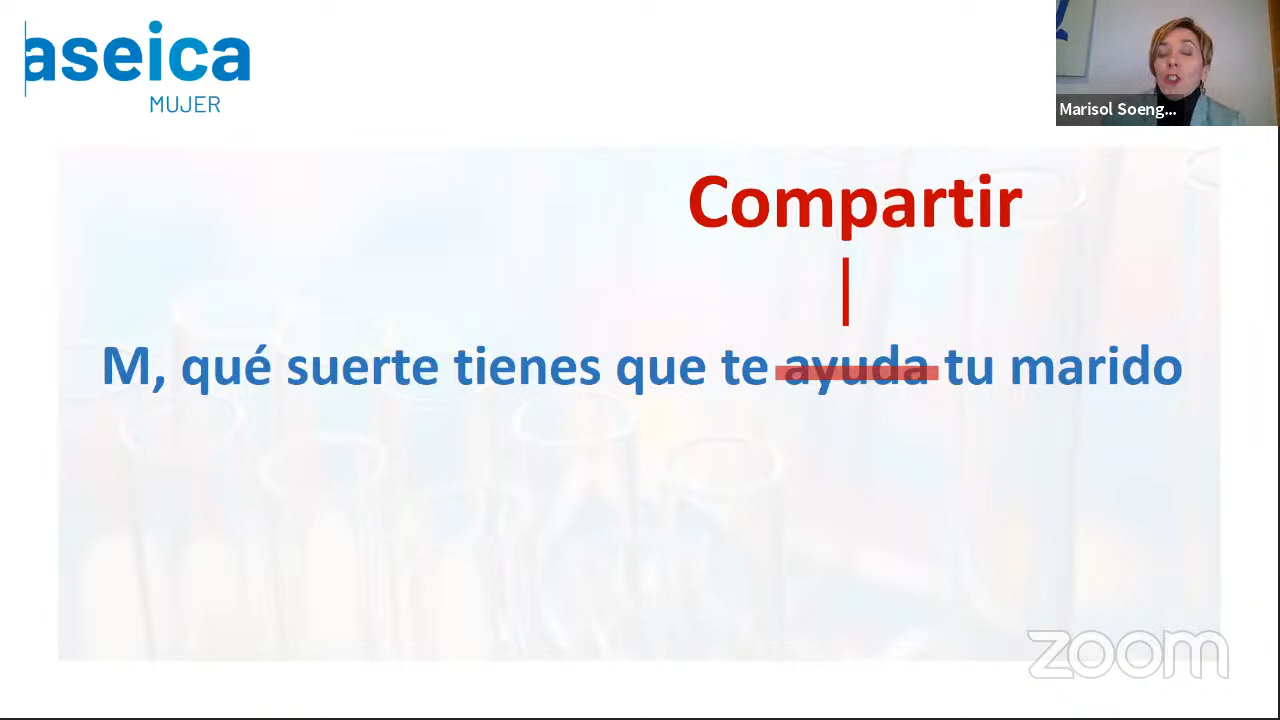 aseica
MUJER
Marisol Soeng...
Compartir
M, qué suerte tienes que te ayuda tu marido
zoom